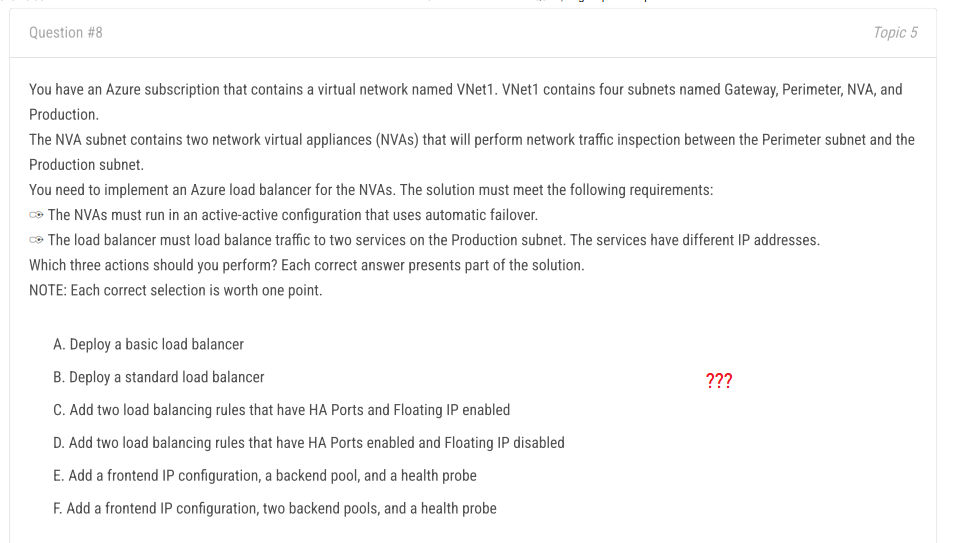 Question #8
Topic 5
You have an Azure subscription that contains a virtual network named VNet1. VNet1 contains four subnets named Gateway, Perimeter, NVA, and
Production.
The NVA subnet contains two network virtual appliances (NVAs) that will perform network traffic inspection between the Perimeter subnet and the
Production subnet.
You need to implement an Azure load balancer for the NVAs. The solution must meet the following requirements:
The NVAs must run in an active-active configuration that uses automatic failover.
The load balancer must load balance traffic to two services on the Production subnet. The services have different IP addresses.
Which three actions should you perform? Each correct answer presents part of the solution.
NOTE: Each correct selection is worth one point.
A. Deploy a basic load balancer
B. Deploy a standard load balancer
???
C. Add two load balancing rules that have HA Ports and Floating IP enabled
D. Add two load balancing rules that have HA Ports enabled and Floating IP disabled
E. Add a frontend IP configuration, a backend pool, and a health probe
F. Add a frontend IP configuration, two backend pools, and a health probe